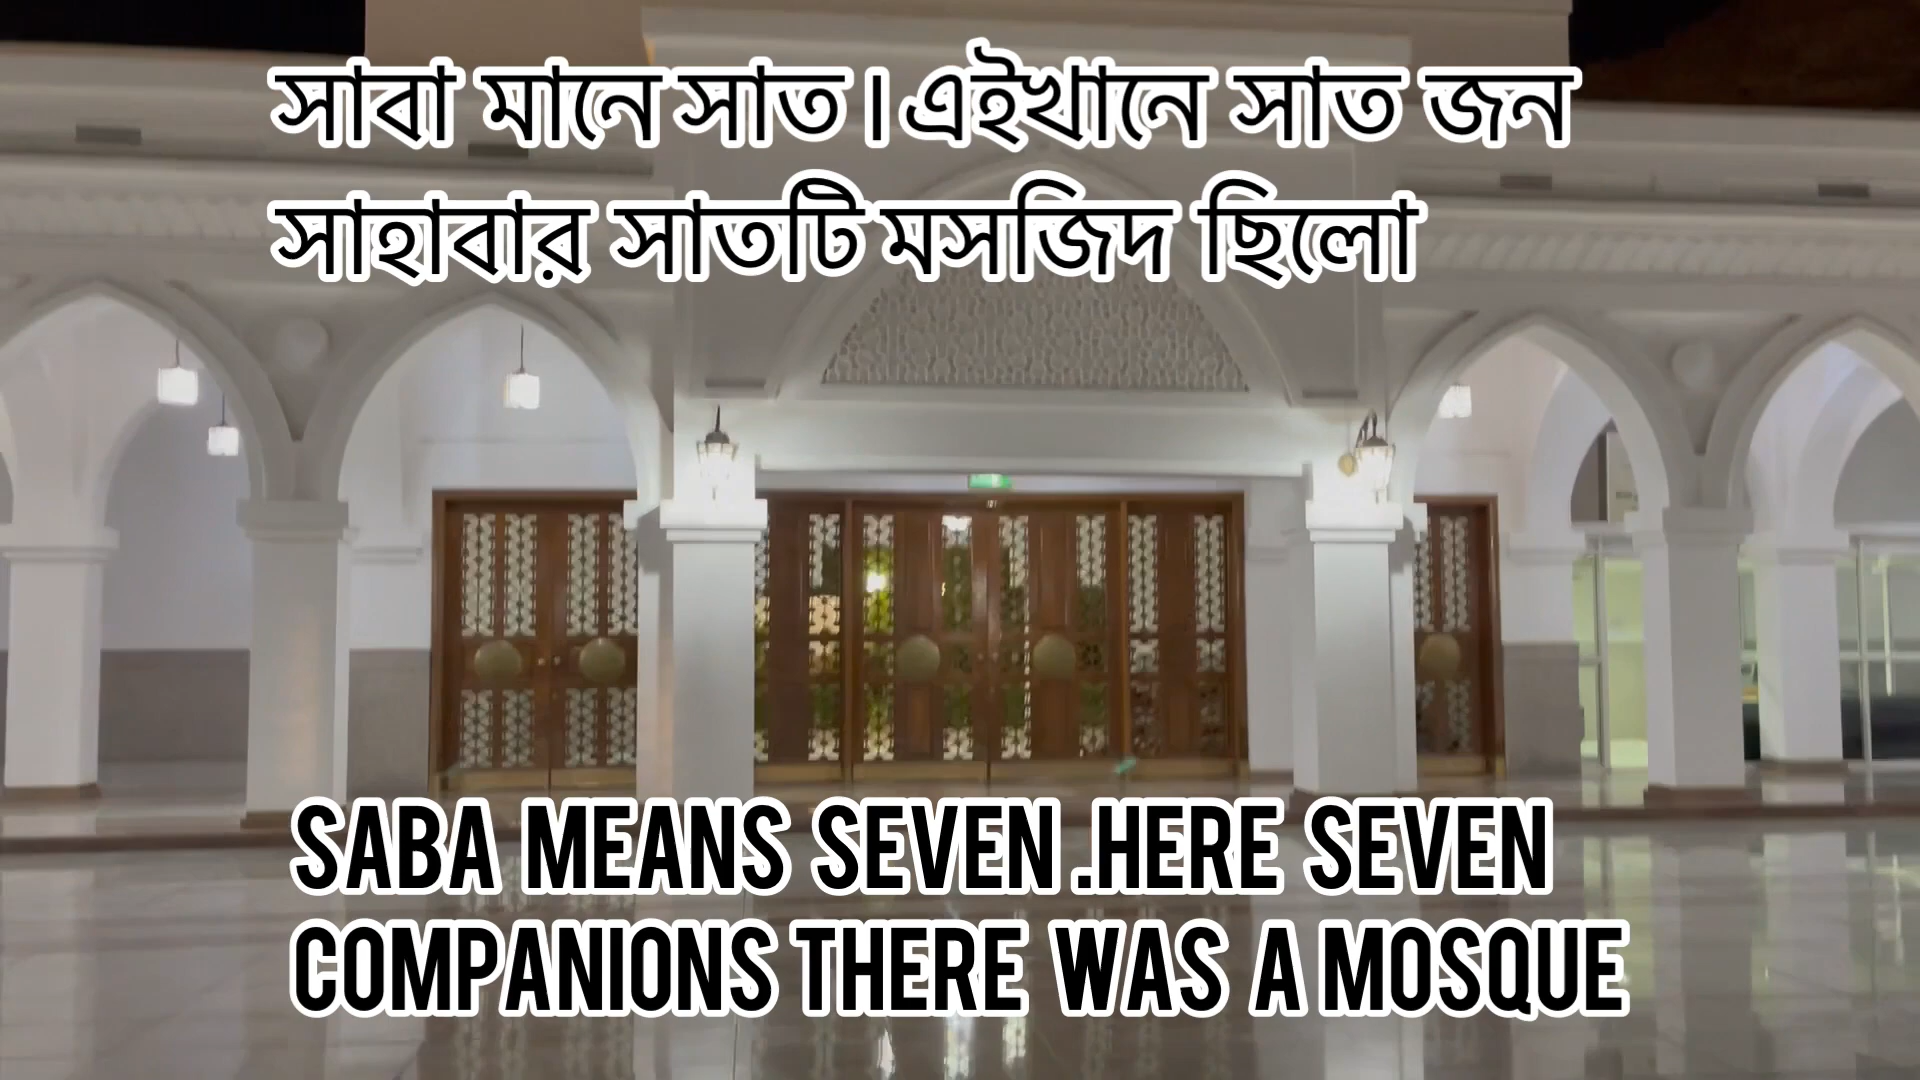 সাবা মানে সাত। এইখানে সাত জন
সাহাবার সাতটি মসজিদ ছিলো
SABA MEANS SEVEN .HERE SEVEN
COMPANIONS THERE WAS A MOSQUE